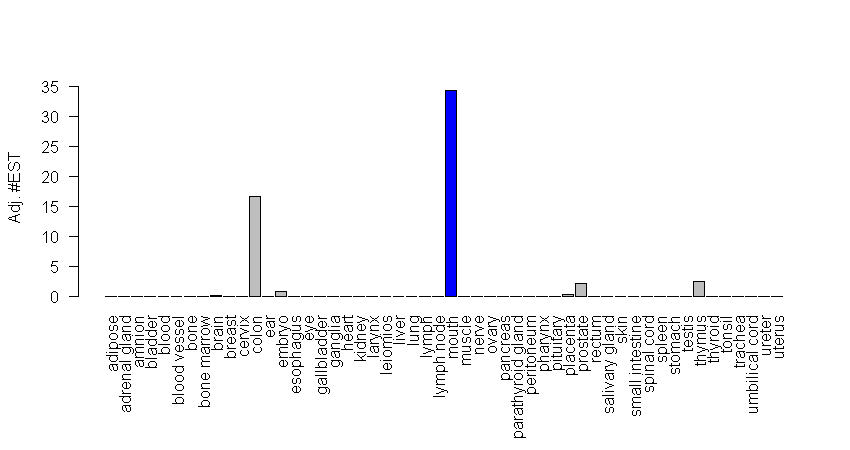 Adj. #EST
35
30
25
20
15
10
5
0
adipose
adrenal gland
amnion
bladder
blood
blood vessel
bone
bone marrow
brain
breast
cervix
colon
ear
embryo
esophagus
eye
gallbladder
ganglia
heart
kidney
larynx
leiomios
liver
lung
lymph
lymph node
mouth
muscle
nerve
ovary
pancreas
parathyroid gland
peritoneum
pharynx
pituitary
placenta
prostate
rectum
salivary gland
skin
small intestine
spinal cord
spleen
stomach
testis
thymus
thyroid
tonsil
trachea
umbilical cord
ureter
uterus